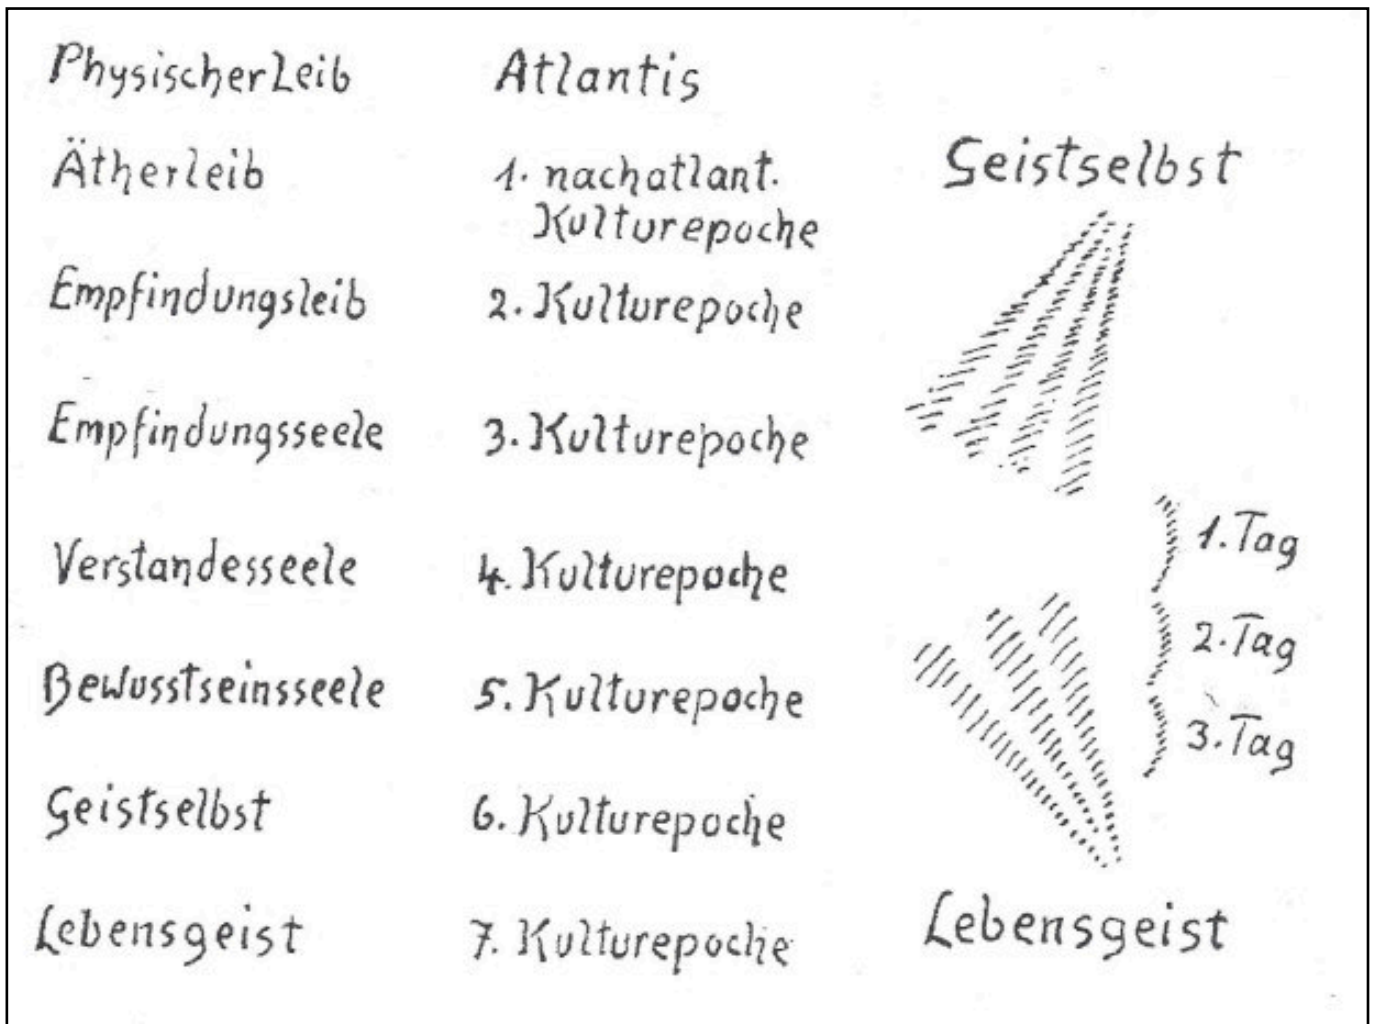 Physischer Leib
Atlantis
Ätherleib
1. nachatlant.
Kulturepoche
Geistselbst
Empfindungsleib
2. Kulturepoche
Empfindungsseele
3. Kulturepoche
1. Tag
Verstandesseele
4. Kulturepoche
2. Tag
Bewusstseinsseele
5. Kulturepoche
3. Tag
Geistselbst
6. Kulturepoche
Lebensgeist
7. Kulturepoche
Lebensgeist